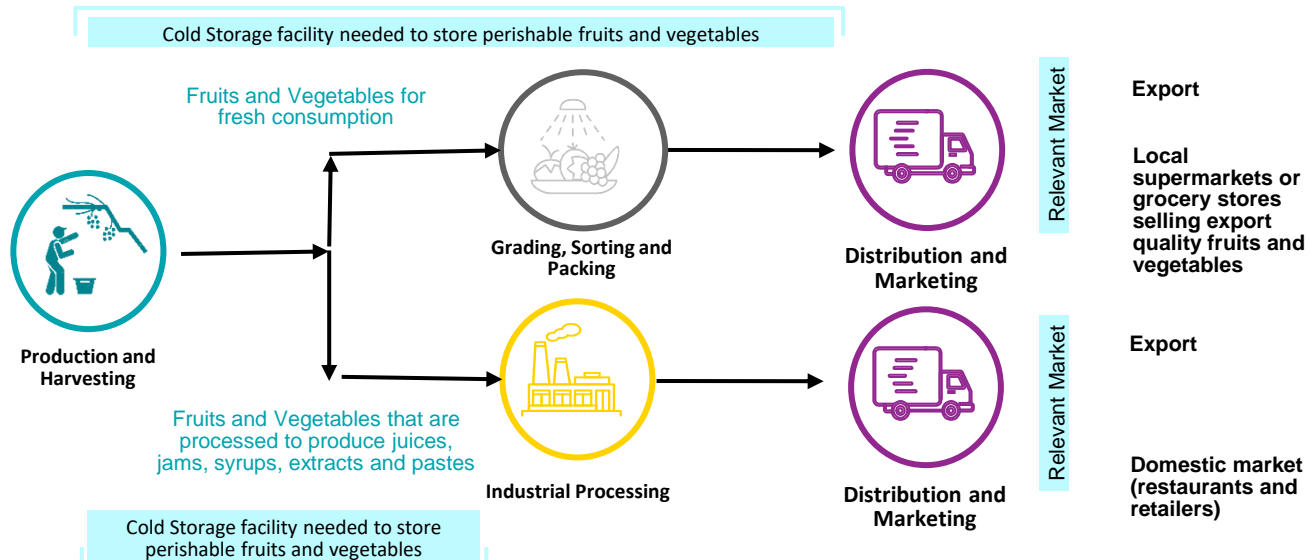 Cold Storage facility needed to store perishable fruits and vegetables
Fruits and Vegetables for
fresh consumption
Production and
Harvesting
Grading, Sorting and
Packing
Distribution and
Marketing
Relevant Market
Export
Local
supermarkets or
grocery stores
selling export
quality fruits and
vegetables
Fruits and Vegetables that are
processed to produce juices,
jams, syrups, extracts and pastes
Industrial Processing
Distribution and
Marketing
Relevant Market
Export
Domestic market
(restaurants and
retailers)
Cold Storage facility needed to store
perishable fruits and vegetables